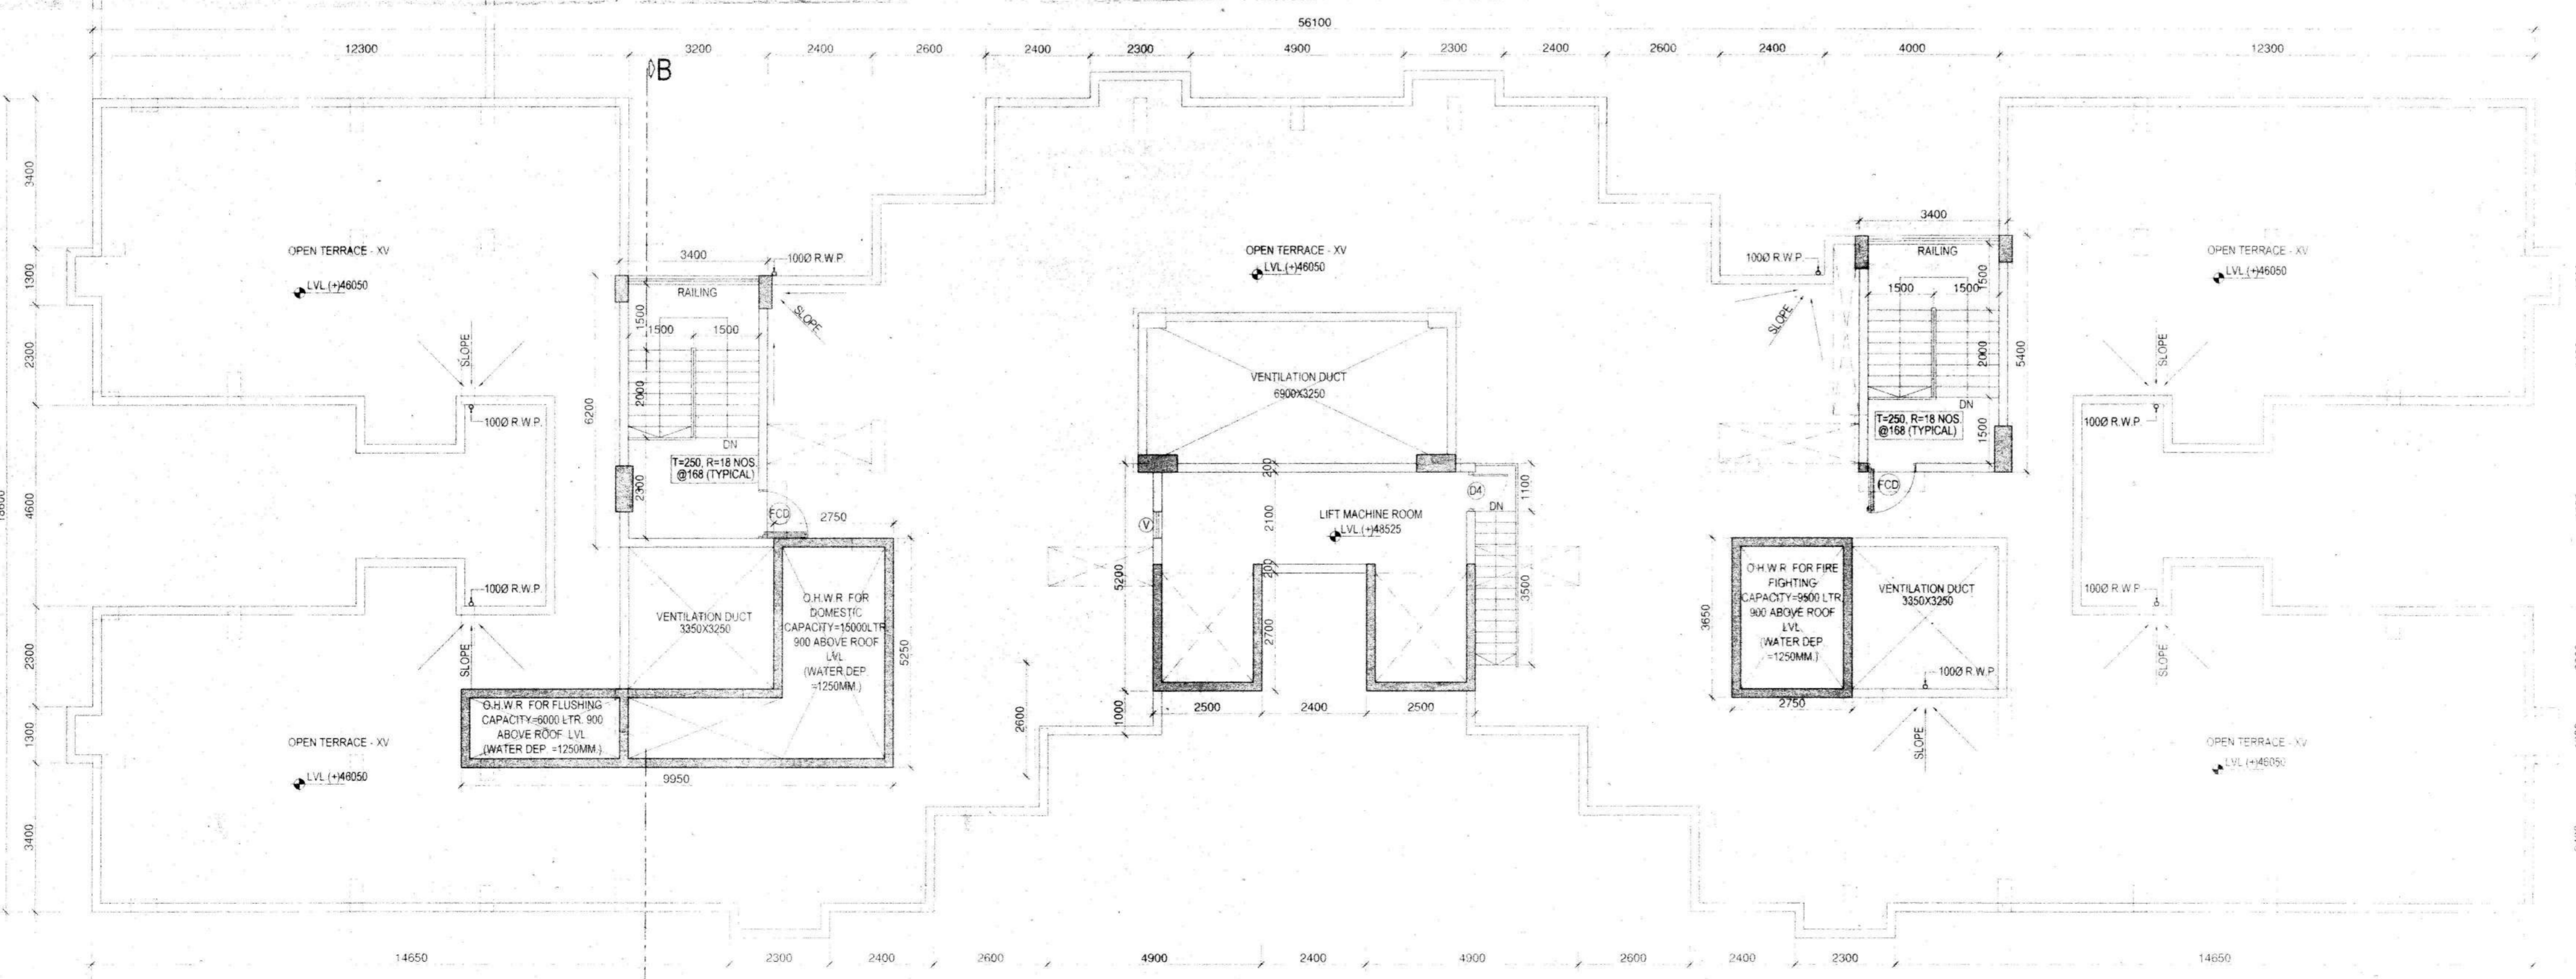 56100
12300
3200
2400
2600
2400
2300
4900
2300
2400
2600
2400
4000
12300
B
3400
1300
2300
4600
2300
1300
3400
OPEN TERRACE - XV
LVL.(+)46050
SLOPE
100Ø R.W.P.
100Ø R.W.P.
SLOPE
OPEN TERRACE - XV
LVL.(+)46050
3400
100Ø R.W.P.
RAILING
SLOPE
1500
1500
1500
2000
6200
DN
T=250, R=18 NOS.
@168 (TYPICAL)
2300
FCD
2750
VENTILATION DUCT
3350X3250
O.H.W.R FOR
DOMESTIC
CAPACITY=15000LTR
900 ABOVE ROOF
LVL
(WATER DEP.
=1250MM.)
5250
O.H.W.R FOR FLUSHING
CAPACITY=6000 LTR. 900
ABOVE ROOF LVL
(WATER DEP. =1250MM.)
9950
OPEN TERRACE - XV
LVL.(+)46050
VENTILATION DUCT
6900X3250
200
D4
1100
DN
LIFT MACHINE ROOM
LVL.(+)48525
V
2100
200
5200
3500
2700
2600
1000
2500
2400
2500
3400
100Ø R.W.P.
RAILING
SLOPE
1500
1500
1500
2000
5400
DN
T=250, R=18 NOS.
@168 (TYPICAL)
1500
FCD
O.H.W.R FOR FIRE
FIGHTING
CAPACITY=9500 LTR
900 ABOVE ROOF
LVL.
(WATER DEP
=1250MM.)
3650
2750
VENTILATION DUCT
3350X3250
100Ø R.W.P.
SLOPE
OPEN TERRACE - XV
LVL.(+)46050
SLOPE
100Ø R.W.P.
100Ø R.W.P
SLOPE
OPEN TERRACE - XV
LVL.(+)46050
14650
2300
2400
2600
4900
2400
4900
2600
2400
2300
14650